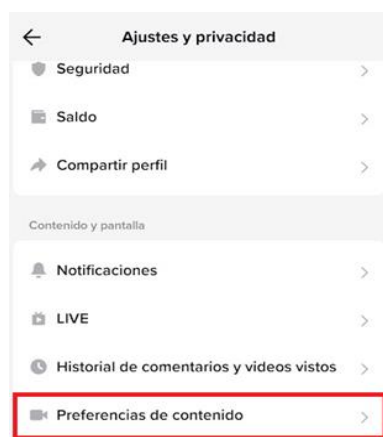 Ajustes y privacidad
Seguridad
Saldo
Compartir perfil
Contenido y pantalla
Notificaciones
LIVE
Historial de comentarios y videos vistos
Preferencias de contenido